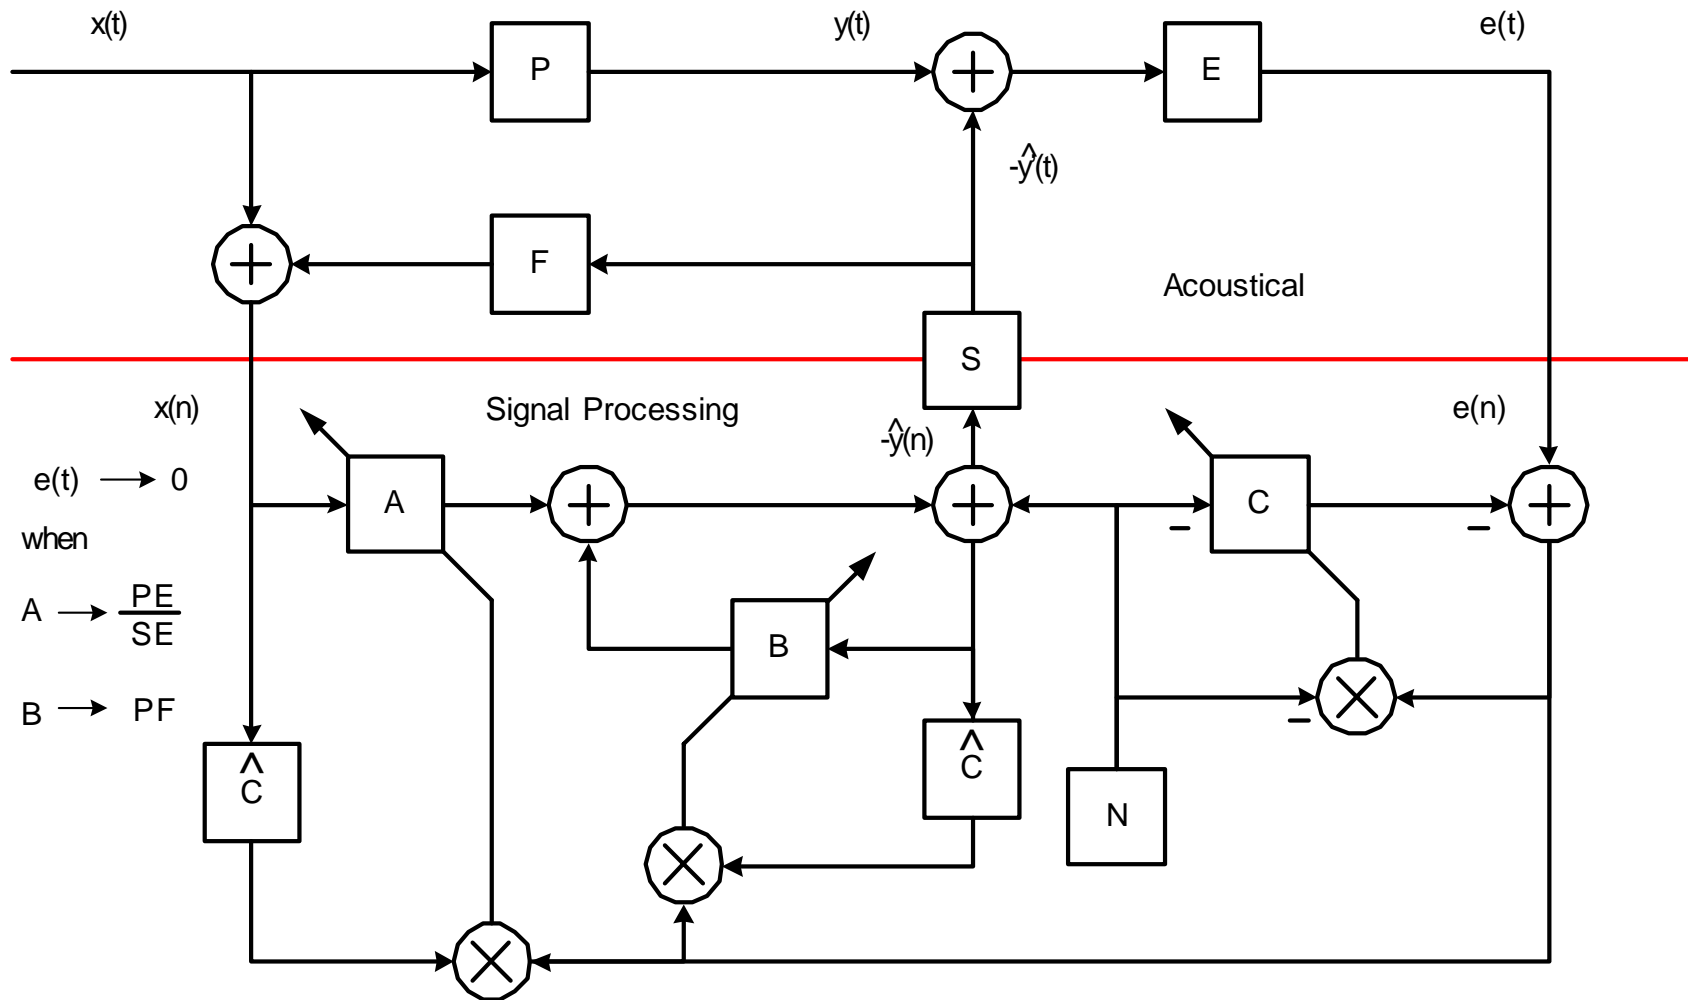 x(t)
y(t)
e(t)
P
+
E
-ŷ(t)
+
F
Acoustical
S
x(n)
Signal Processing
-ŷ(n)
e(n)
e(t) → 0
A
+
+
C
+
−
−
when
A → PE
SE
B
B → PF
×
−
Ĉ
Ĉ
N
×
×